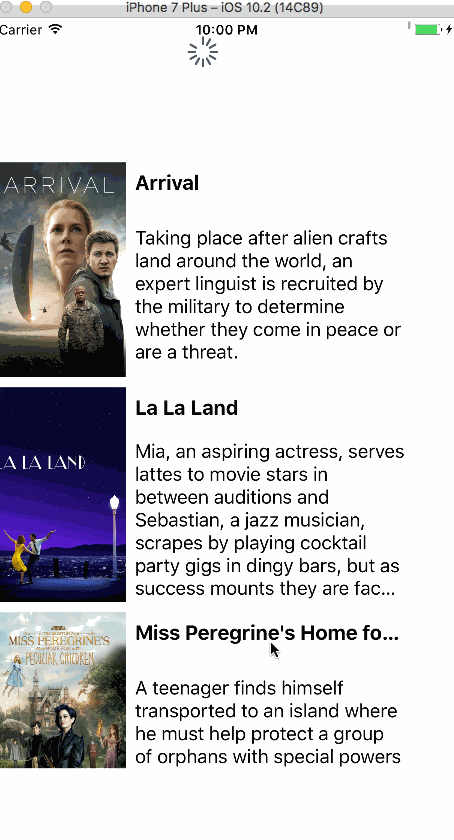 iPhone 7 Plus – iOS 10.2 (14C89)
Carrier 10:00 PM
ARRIVAL
Arrival
Taking place after alien crafts
land around the world, an
expert linguist is recruited by
the military to determine
whether they come in peace or
are a threat.
LA LA LAND
La La Land
Mia, an aspiring actress, serves
lattes to movie stars in
between auditions and
Sebastian, a jazz musician,
scrapes by playing cocktail
party gigs in dingy bars, but as
success mounts they are fac...
MISS PEREGRINE'S
HOME FOR
PECULIAR CHILDREN
Miss Peregrine's Home fo...
A teenager finds himself
transported to an island where
he must help protect a group
of orphans with special powers